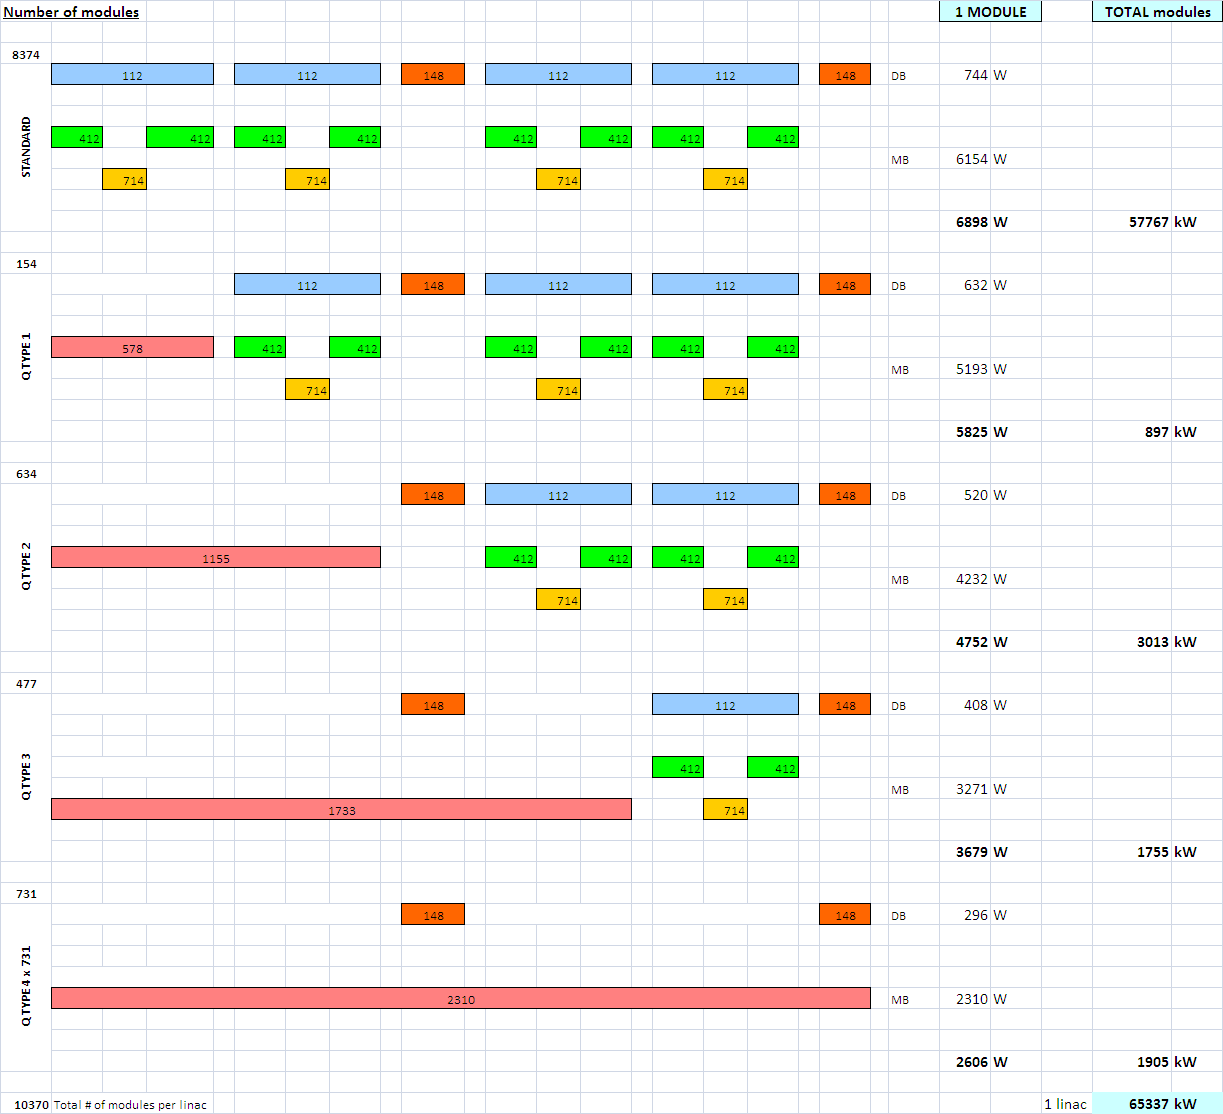 Number of modules 1 MODULE TOTAL modules
8374
112 112 148 112 112 148 DB 744 W
STANDARD
412 412 412 412 412 412 412 412
MB 6154 W
714 714 714 714
6898 W 57767 kW
154
112 148 112 112 148 DB 632 W
Q TYPE 1
578 412 412 412 412 412 412
MB 5193 W
714 714 714
5825 W 897 kW
634
148 112 112 148 DB 520 W
Q TYPE 2
1155 412 412 412 412
MB 4232 W
714 714
4752 W 3013 kW
477
148 112 148 DB 408 W
Q TYPE 3
412 412
MB 3271 W
1733 714
3679 W 1755 kW
731
148 148 DB 296 W
Q TYPE 4 x 731
2310 MB 2310 W
2606 W 1905 kW
10370 Total # of modules per linac 1 linac 65337 kW